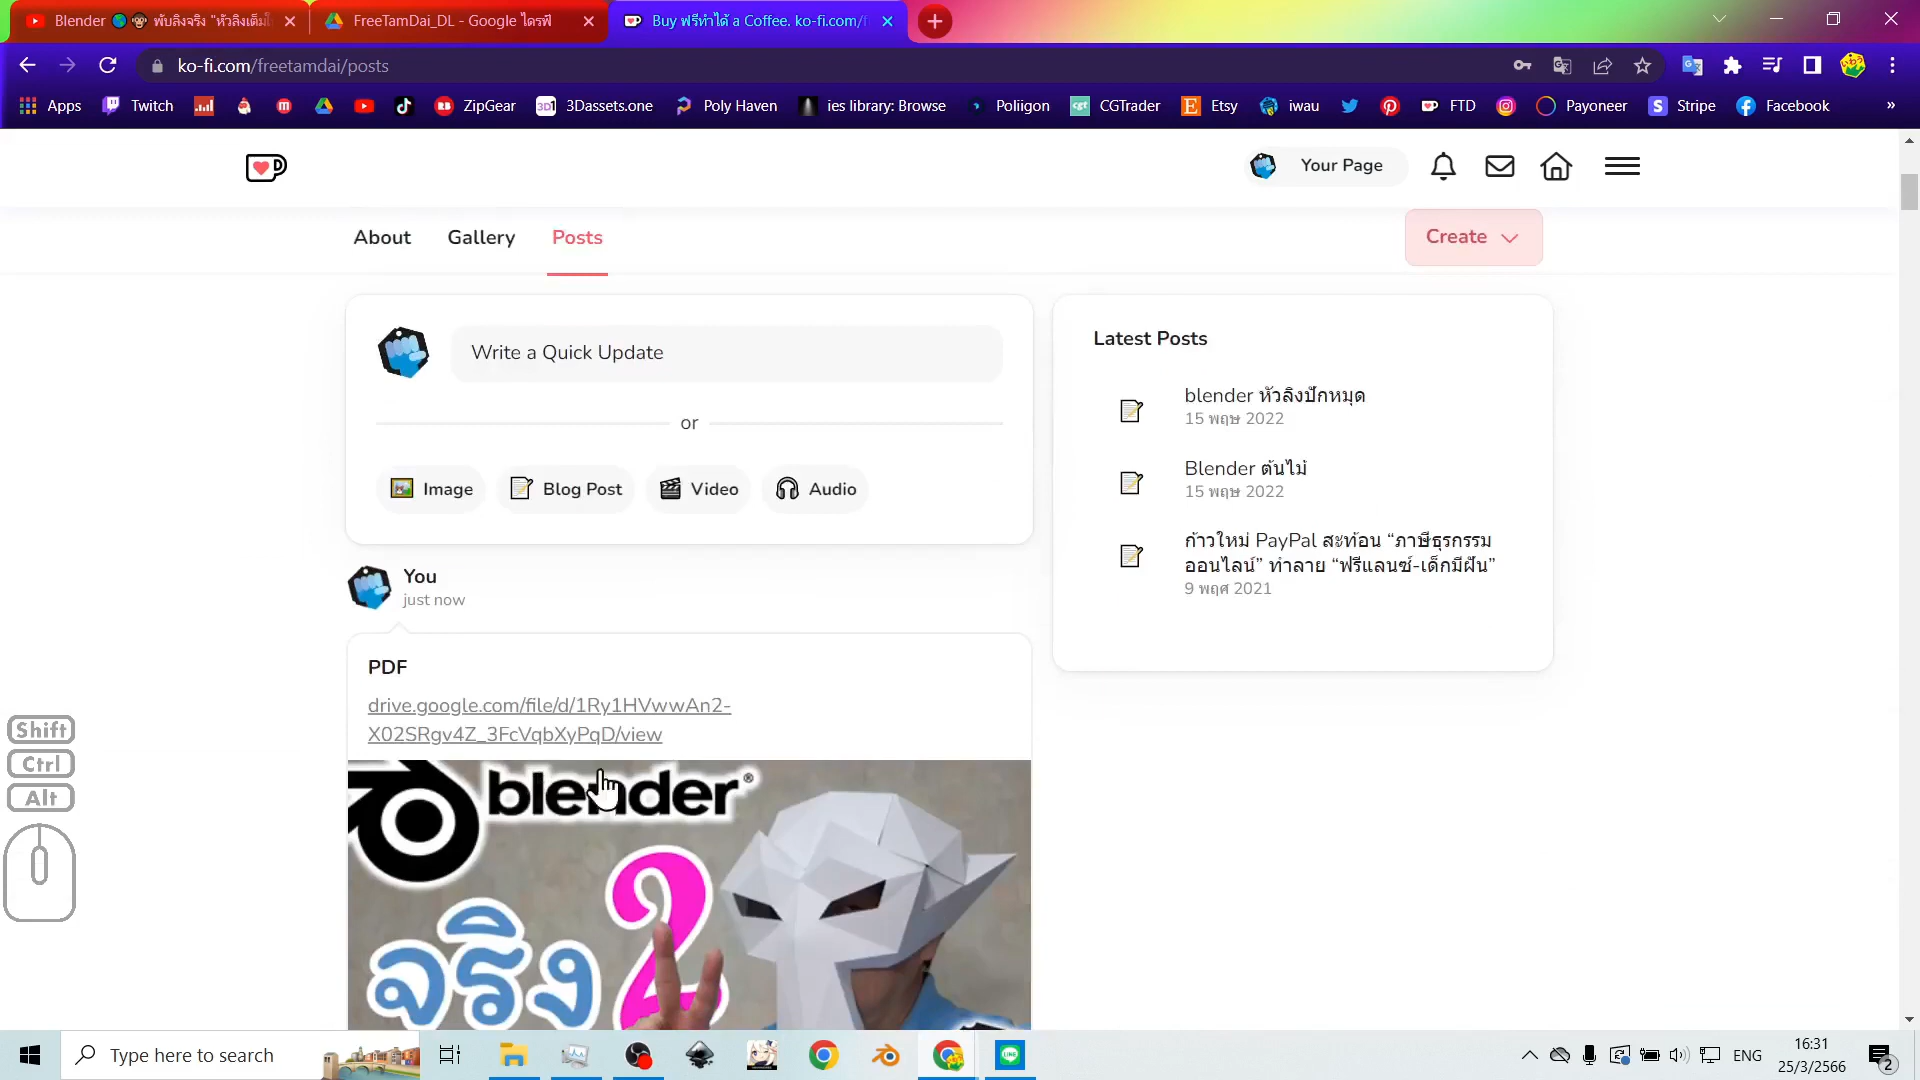 Blender 🌎🐵 พับลิงจริง "หัวลิงเต็มใ
FreeTamDai_DL - Google ไดรฟ์
Buy ฟรีทำได้ a Coffee. ko-fi.com/f
ko-fi.com/freetamdai/posts
Apps
Twitch
ZipGear
3Dassets.one
Poly Haven
ies library: Browse
Poliigon
CGTrader
Etsy
iwau
FTD
Payoneer
Stripe
Facebook
Your Page
About
Gallery
Posts
Create
Write a Quick Update
or
Image
Blog Post
Video
Audio
Latest Posts
blender หัวลิงปักหมุด
15 พฤษ 2022
Blender ต้นไม้
15 พฤษ 2022
ก้าวใหม่ PayPal สะท้อน “ภาษีธุรกรรม
ออนไลน์” ทำลาย “ฟรีแลนซ์-เด็กมีฝัน”
9 พฤศ 2021
You
just now
PDF
drive.google.com/file/d/1Ry1HVwwAn2-
X02SRgv4Z_3FcVqbXyPqD/view
blender®
จริง 2
Shift
Ctrl
Alt
Type here to search
ENG
16:31
25/3/2566
2